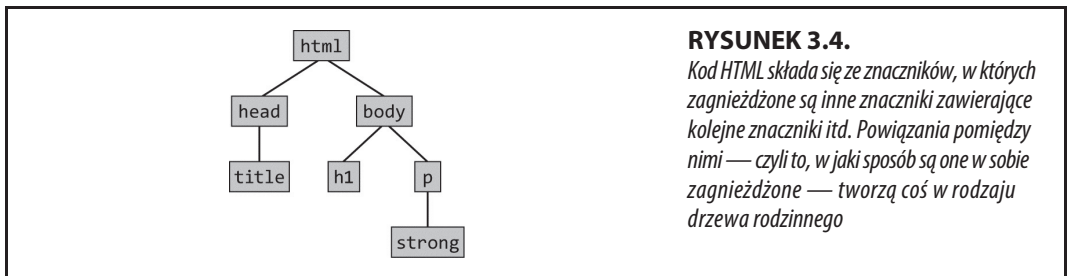 html
head body
title h1 p
strong
RYSUNEK 3.4.
Kod HTML składa się ze znaczników, w których
zagnieżdżone są inne znaczniki zawierające
kolejne znaczniki itd. Powiązania pomiędzy
nimi — czyli to, w jaki sposób są one w sobie
zagnieżdżone — tworzą coś w rodzaju
drzewa rodzinnego